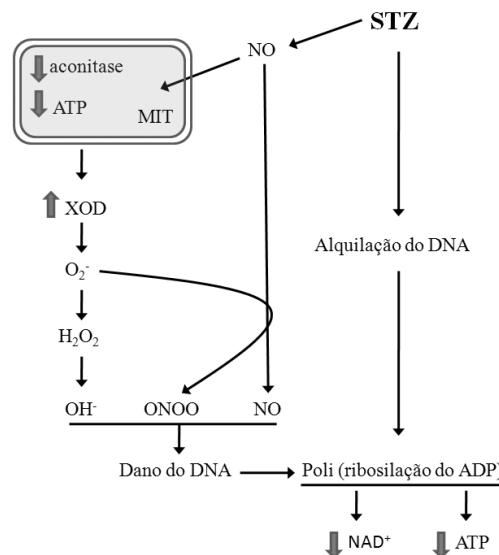 STZ
NO
aconitase
ATP
MIT
XOD
Alquilação do DNA
O₂⁻
H₂O₂
OH⁻ ONOO NO
Dano do DNA Poli (ribosilação do ADP)
NAD⁺ ATP